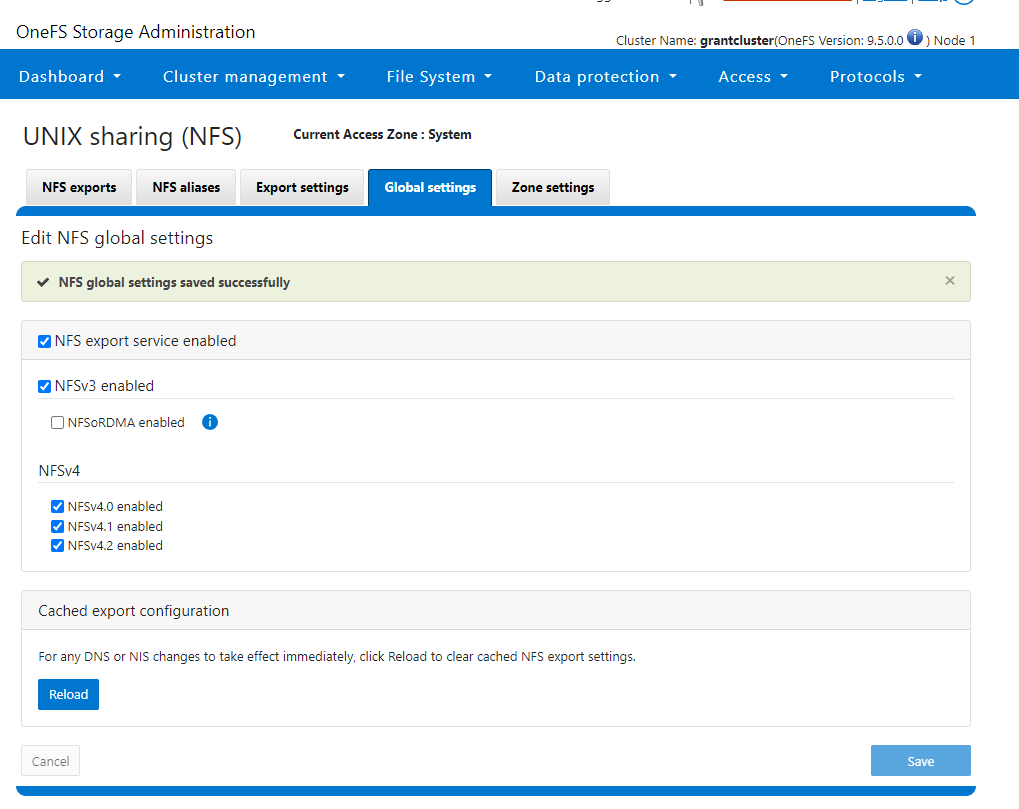 OneFS Storage Administration
Cluster Name: grantcluster(OneFS Version: 9.5.0.0 ) Node 1
Dashboard Cluster management File System Data protection Access Protocols
UNIX sharing (NFS) Current Access Zone : System
NFS exports NFS aliases Export settings Global settings Zone settings
Edit NFS global settings
NFS global settings saved successfully
NFS export service enabled
NFSv3 enabled
NFSoRDMA enabled
NFSv4
NFSv4.0 enabled
NFSv4.1 enabled
NFSv4.2 enabled
Cached export configuration
For any DNS or NIS changes to take effect immediately, click Reload to clear cached NFS export settings.
Reload
Cancel Save